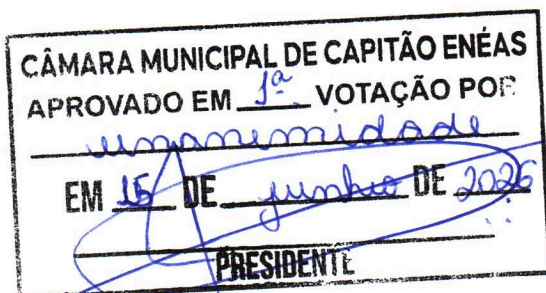 CÂMARA MUNICIPAL DE CAPITÃO ENÉAS
APROVADO EM 1ª VOTAÇÃO POR
unanimidade
EM 15 DE junho DE 2026
PRESIDENTE